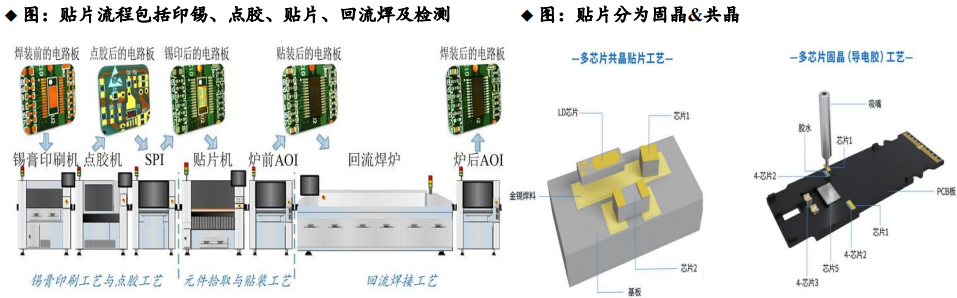 ◆ 图：贴片流程包括印锡、点胶、贴片、回流焊及检测
焊装前的电路板 点胶后的电路板 锡印后的电路板 贴装后的电路板 焊装后的电路板
锡膏印刷机 点胶机 SPI 贴片机 炉前AOI 回流焊炉 炉后AOI
锡膏印刷工艺与点胶工艺 元件拾取与贴装工艺 回流焊接工艺
◆ 图：贴片分为固晶&共晶
—多芯片共晶贴片工艺—
LD芯片
芯片1
金锡焊料
芯片2
基板
—多芯片固晶 (导电胶) 工艺—
吸嘴
胶水
芯片1
4-芯片2
PCB板
芯片1
4-芯片2
芯片5
4-芯片3